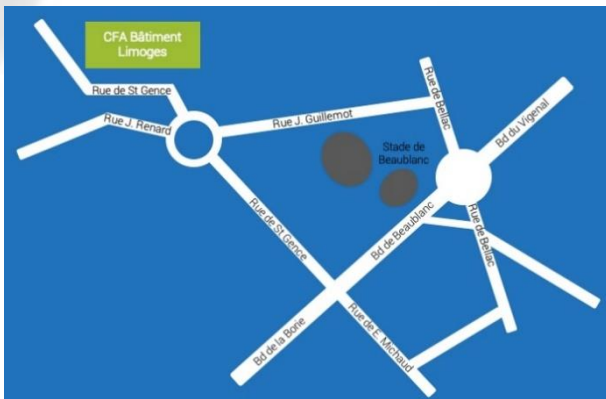 CFA Bâtiment
Limoges
Rue de St Gence
Rue J. Renard
Rue J. Guillemot
Rue de Bellac
Bd du Vigenal
Stade de
Beaublanc
Rue de St Gence
Bd de Beaublanc
Rue de Bellac
Bd de la Borie
Rue de E. Michaud